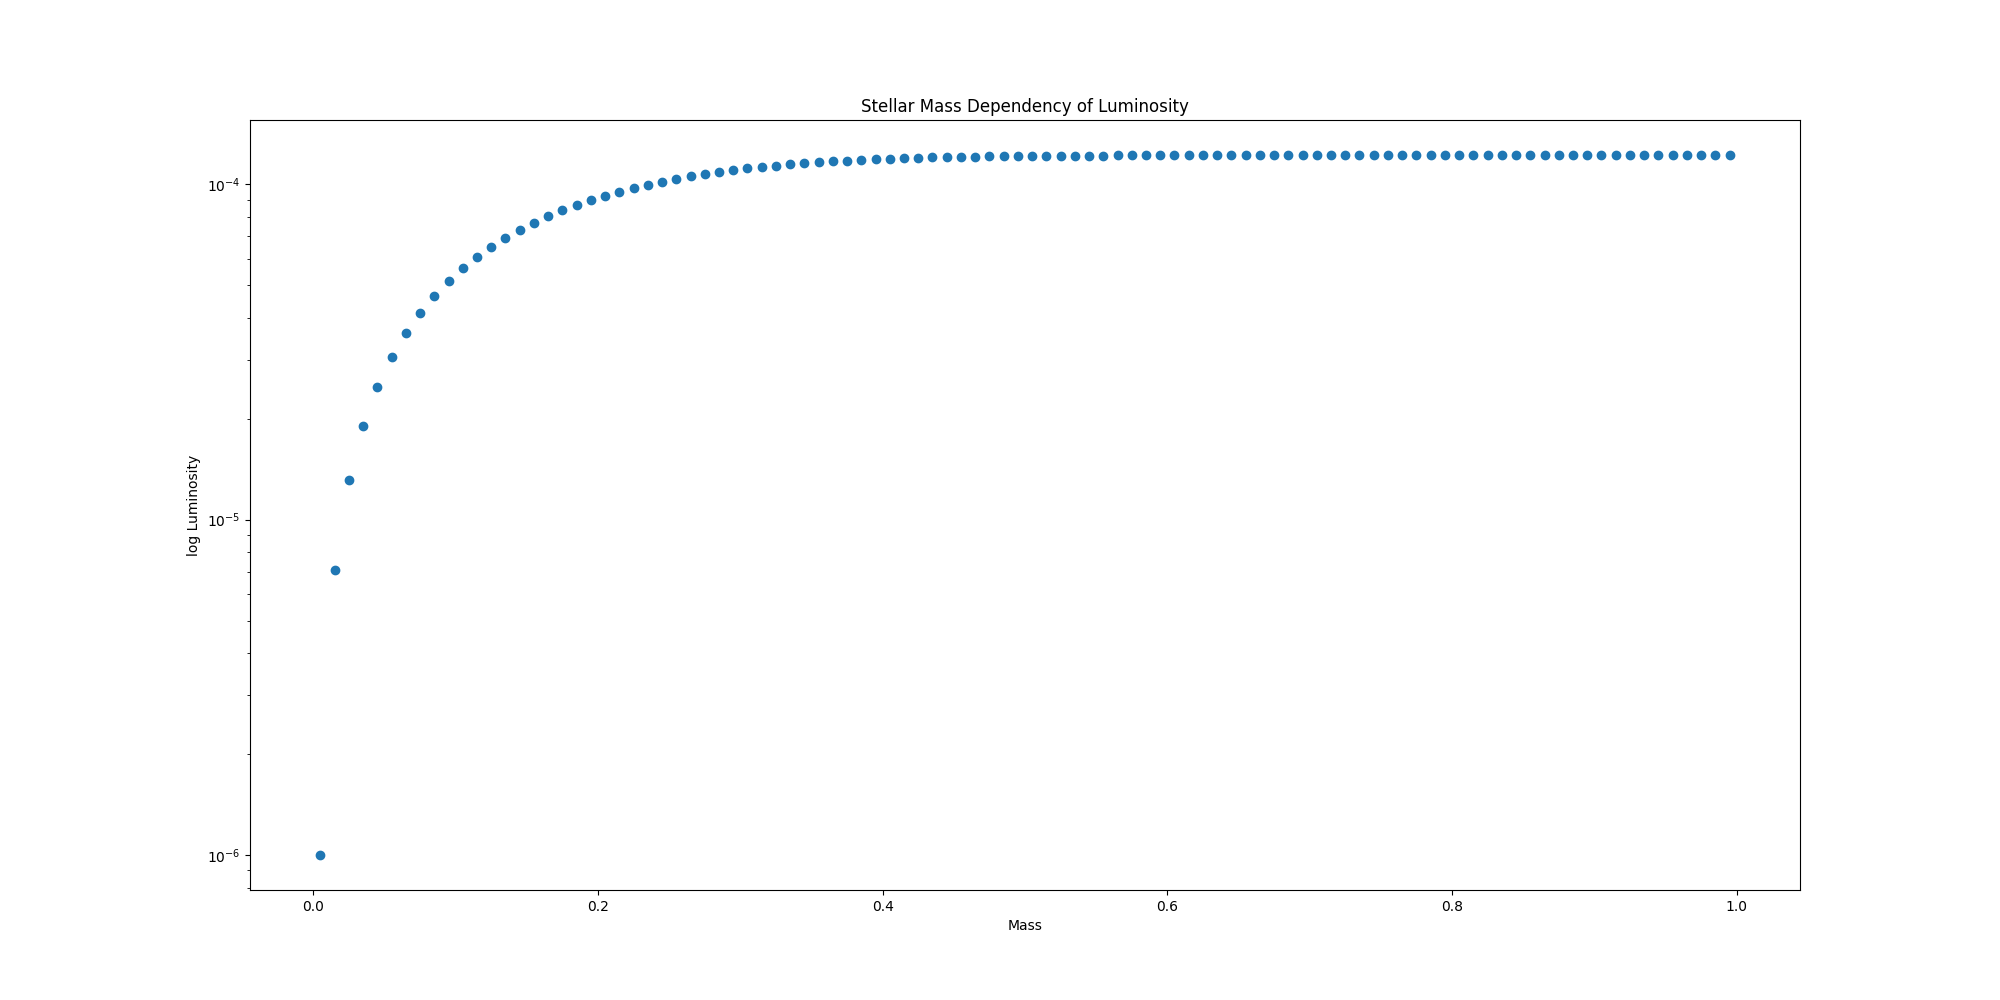 Stellar Mass Dependency of Luminosity
10⁻⁴
10⁻⁵
10⁻⁶
log Luminosity
0.0 0.2 0.4 0.6 0.8 1.0
Mass